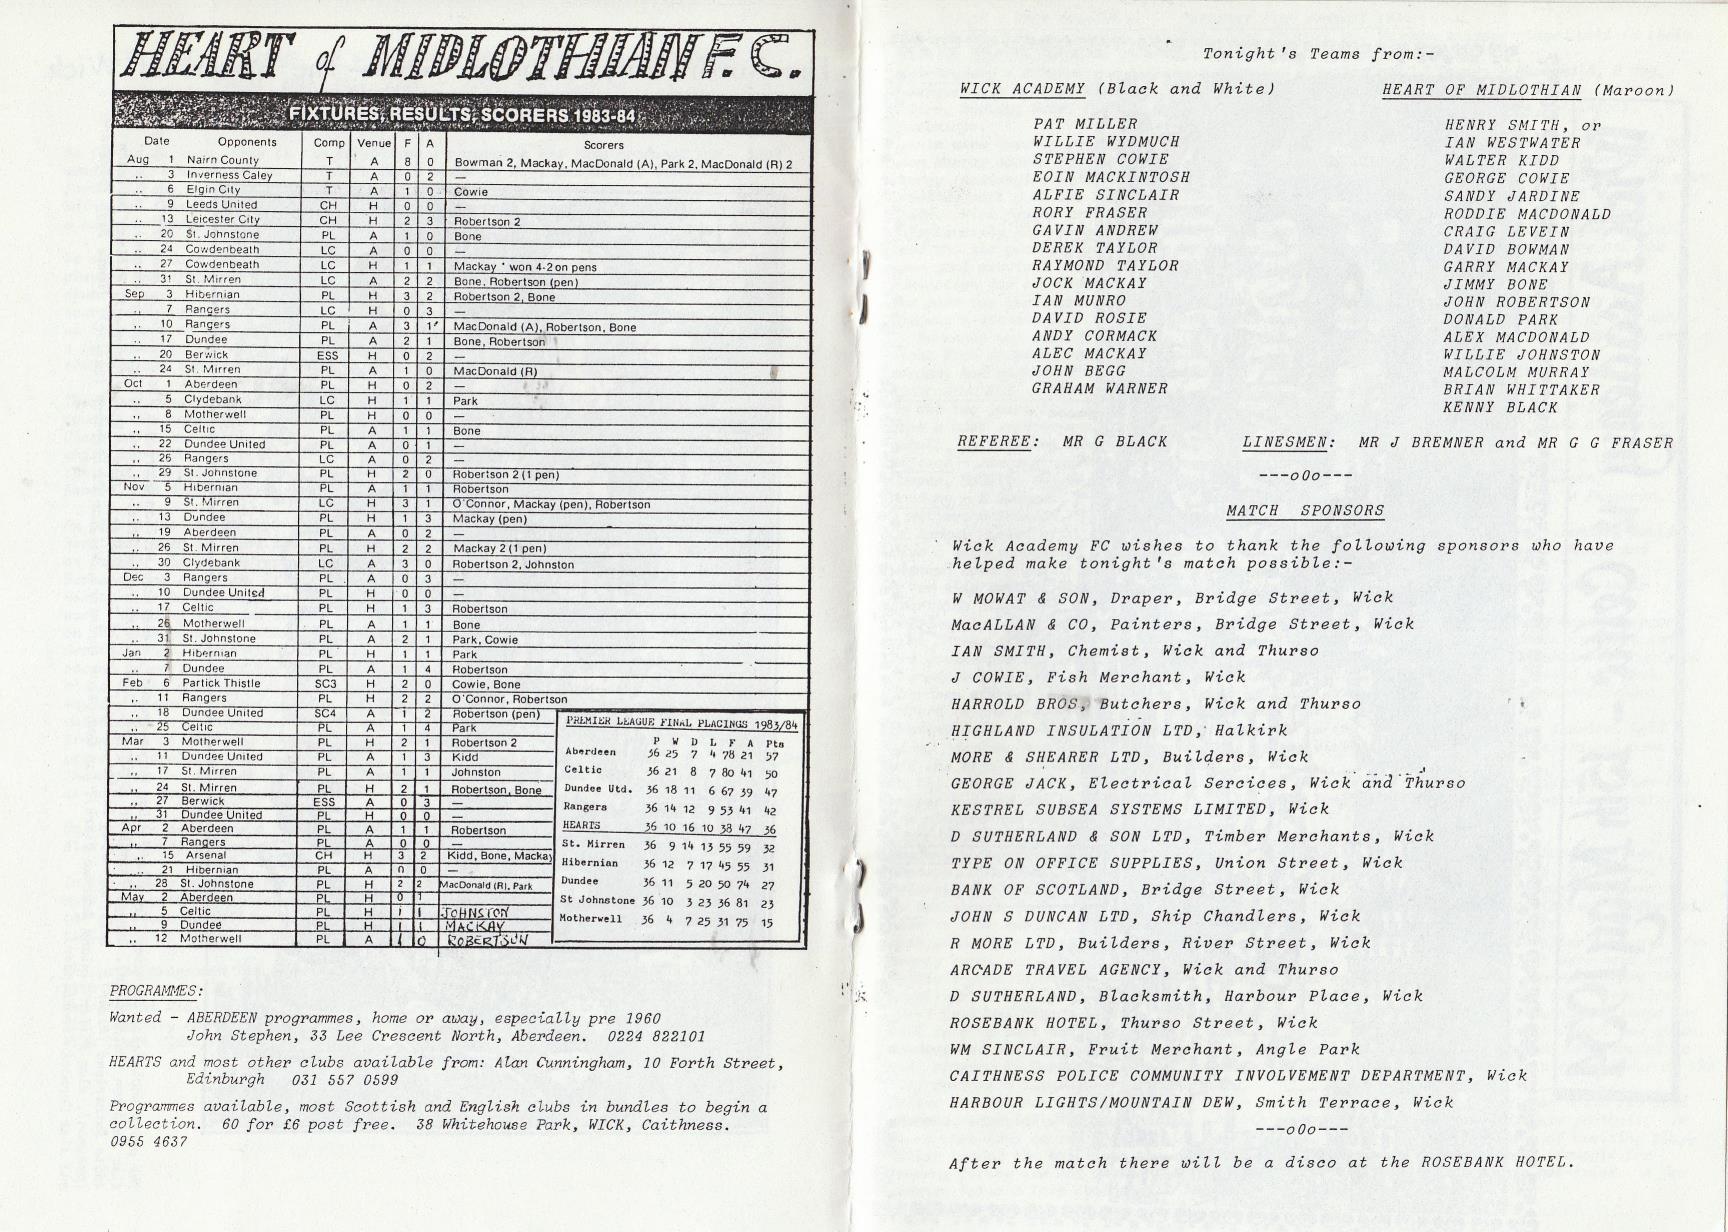 HEART of MIDLOTHIAN F.C.
FIXTURES, RESULTS, SCORERS 1983-84
Date Opponents Comp Venue F A Scorers
Aug 1 Nairn County T A 8 0 Bowman 2, Mackay, MacDonald (A), Park 2, MacDonald (R) 2
.. 3 Inverness Caley T A 0 2 —
.. 6 Elgin City T A 1 0 Cowie
.. 9 Leeds United CH H 0 0 —
.. 13 Leicester City CH H 2 3 Robertson 2
.. 20 St. Johnstone PL A 1 0 Bone
.. 24 Cowdenbeath LC A 0 0 —
.. 27 Cowdenbeath LC H 1 1 Mackay * won 4-2 on pens
.. 31 St. Mirren LC A 2 2 Bone, Robertson (pen)
Sep 3 Hibernian PL H 3 2 Robertson 2, Bone
.. 7 Rangers LC H 0 3 —
.. 10 Rangers PL A 3 1 MacDonald (A), Robertson, Bone
.. 17 Dundee PL A 2 1 Bone, Robertson
.. 20 Berwick ESS H 0 2 —
.. 24 St. Mirren PL A 1 0 MacDonald (R)
Oct 1 Aberdeen PL H 0 2 —
.. 5 Clydebank LC H 1 1 Park
.. 8 Motherwell PL H 0 0 —
.. 15 Celtic PL A 1 1 Bone
.. 22 Dundee United PL A 0 1 —
.. 26 Rangers LC A 0 2 —
.. 29 St. Johnstone PL H 2 0 Robertson 2 (1 pen)
Nov 5 Hibernian PL A 1 1 Robertson
.. 9 St. Mirren LC H 3 1 O'Connor, Mackay (pen), Robertson
.. 13 Dundee PL H 1 3 Mackay (pen)
.. 19 Aberdeen PL A 0 2 —
.. 26 St. Mirren PL H 2 2 Mackay 2 (1 pen)
.. 30 Clydebank LC A 3 0 Robertson 2, Johnston
Dec 3 Rangers PL A 0 3 —
.. 10 Dundee United PL H 0 0 —
.. 17 Celtic PL H 1 3 Robertson
.. 26 Motherwell PL A 1 1 Bone
.. 31 St. Johnstone PL A 2 1 Park, Cowie
Jan 2 Hibernian PL H 1 1 Park
.. 7 Dundee PL A 1 4 Robertson
Feb 6 Partick Thistle SC3 H 2 0 Cowie, Bone
.. 11 Rangers PL H 2 2 O'Connor, Robertson
.. 18 Dundee United SC4 A 1 2 Robertson (pen)
.. 25 Celtic PL A 1 4 Park
Mar 3 Motherwell PL H 2 1 Robertson 2
.. 11 Dundee United PL A 1 3 Kidd
.. 17 St. Mirren PL A 1 1 Johnston
.. 24 St. Mirren PL H 2 1 Robertson, Bone
.. 27 Berwick ESS A 0 3 —
.. 31 Dundee United PL H 0 0 —
Apr 2 Aberdeen PL A 1 1 Robertson
.. 7 Rangers PL A 0 0 —
.. 15 Arsenal CH H 3 2 Kidd, Bone, Mackay
.. 21 Hibernian PL A 0 0 —
.. 28 St. Johnstone PL H 2 2 MacDonald (R), Park
May 2 Aberdeen PL H 0 1
.. 5 Celtic PL H 1 1 JOHNSTON
.. 9 Dundee PL H 1 1 MACKAY
.. 12 Motherwell PL A 1 0 ROBERTSON
PREMIER LEAGUE FINAL PLACINGS 1983/84
P W D L F A Pts
Aberdeen 36 25 7 4 78 21 57
Celtic 36 21 8 7 80 41 50
Dundee Utd. 36 18 11 6 67 39 47
Rangers 36 14 12 9 53 41 42
HEARTS 36 10 16 10 38 47 36
St. Mirren 36 9 14 13 55 59 32
Hibernian 36 12 7 17 45 55 31
Dundee 36 11 5 20 50 74 27
St Johnstone 36 10 3 23 36 81 23
Motherwell 36 4 7 25 31 75 15
PROGRAMMES:
Wanted - ABERDEEN programmes, home or away, especially pre 1960
John Stephen, 33 Lee Crescent North, Aberdeen. 0224 822101
HEARTS and most other clubs available from: Alan Cunningham, 10 Forth Street,
Edinburgh 031 557 0599
Programmes available, most Scottish and English clubs in bundles to begin a
collection. 60 for £6 post free. 38 Whitehouse Park, WICK, Caithness.
0955 4637
Tonight's Teams from:-
WICK ACADEMY (Black and White) HEART OF MIDLOTHIAN (Maroon)
PAT MILLER HENRY SMITH, or
WILLIE WYDMUCH IAN WESTWATER
STEPHEN COWIE WALTER KIDD
EOIN MACKINTOSH GEORGE COWIE
ALFIE SINCLAIR SANDY JARDINE
RORY FRASER RODDIE MACDONALD
GAVIN ANDREW CRAIG LEVEIN
DEREK TAYLOR DAVID BOWMAN
RAYMOND TAYLOR GARRY MACKAY
JOCK MACKAY JIMMY BONE
IAN MUNRO JOHN ROBERTSON
DAVID ROSIE DONALD PARK
ANDY CORMACK ALEX MACDONALD
ALEC MACKAY WILLIE JOHNSTON
JOHN BEGG MALCOLM MURRAY
GRAHAM WARNER BRIAN WHITTAKER
KENNY BLACK
REFEREE: MR G BLACK LINESMEN: MR J BREMNER and MR G G FRASER
---oOo---
MATCH SPONSORS
Wick Academy FC wishes to thank the following sponsors who have
helped make tonight's match possible:-
W MOWAT & SON, Draper, Bridge Street, Wick
MacALLAN & CO, Painters, Bridge Street, Wick
IAN SMITH, Chemist, Wick and Thurso
J COWIE, Fish Merchant, Wick
HARROLD BROS, Butchers, Wick and Thurso
HIGHLAND INSULATION LTD, Halkirk
MORE & SHEARER LTD, Builders, Wick
GEORGE JACK, Electrical Sercices, Wick and Thurso
KESTREL SUBSEA SYSTEMS LIMITED, Wick
D SUTHERLAND & SON LTD, Timber Merchants, Wick
TYPE ON OFFICE SUPPLIES, Union Street, Wick
BANK OF SCOTLAND, Bridge Street, Wick
JOHN S DUNCAN LTD, Ship Chandlers, Wick
R MORE LTD, Builders, River Street, Wick
ARCADE TRAVEL AGENCY, Wick and Thurso
D SUTHERLAND, Blacksmith, Harbour Place, Wick
ROSEBANK HOTEL, Thurso Street, Wick
WM SINCLAIR, Fruit Merchant, Angle Park
CAITHNESS POLICE COMMUNITY INVOLVEMENT DEPARTMENT, Wick
HARBOUR LIGHTS/MOUNTAIN DEW, Smith Terrace, Wick
---oOo---
After the match there will be a disco at the ROSEBANK HOTEL.